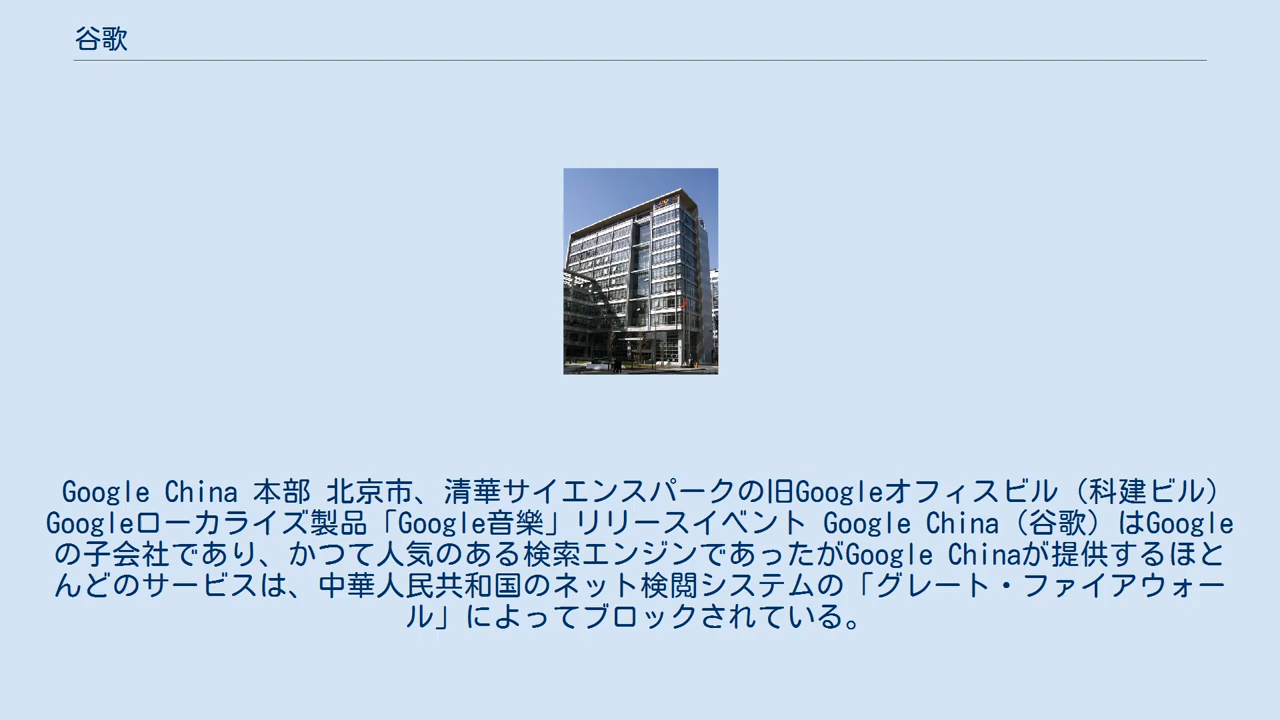 谷歌
Google China 本部 北京市、清華サイエンスパークの旧Googleオフィスビル（科建ビル）
Googleローカライズ製品「Google音樂」リリースイベント Google China（谷歌）はGoogle
の子会社であり、かつて人気のある検索エンジンであったがGoogle Chinaが提供するほと
んどのサービスは、中華人民共和国のネット検閲システムの「グレート・ファイアウォー
ル」によってブロックされている。